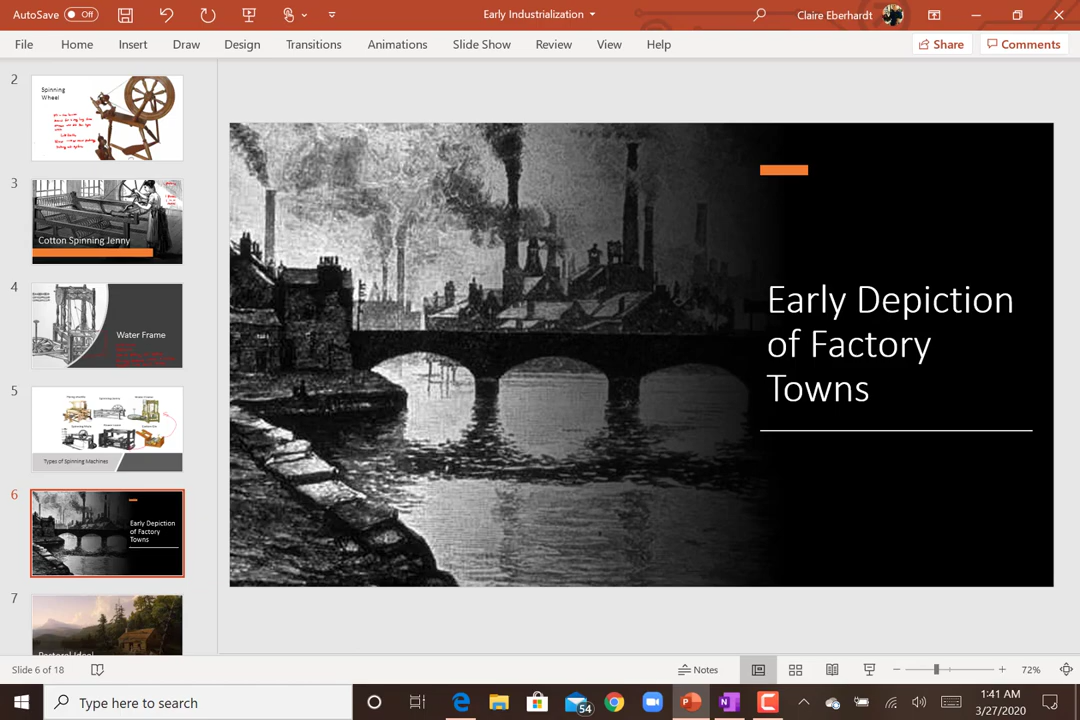 AutoSave Off
Early Industrialization
Claire Eberhardt
File Home Insert Draw Design Transitions Animations Slide Show Review View Help
Share Comments
2
Spinning
Wheel
3
Cotton Spinning Jenny
4
Water Frame
5
Types of Spinning Machines
6
Early Depiction
of Factory
Towns
7
Pastoral Ideal
Early Depiction
of Factory
Towns
Slide 6 of 18
Notes
72%
Type here to search
54
1:41 AM
3/27/2020